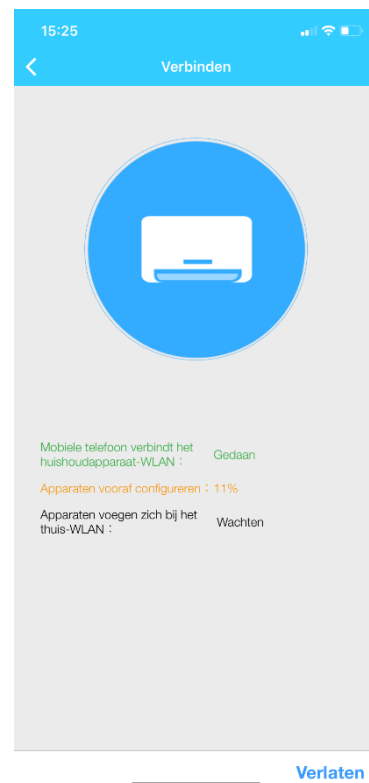 15:25
Verbinden
Mobiele telefoon verbindt het
huishoudapparaat-WLAN： Gedaan
Apparaten vooraf configureren：11%
Apparaten voegen zich bij het
thuis-WLAN： Wachten
Verlaten